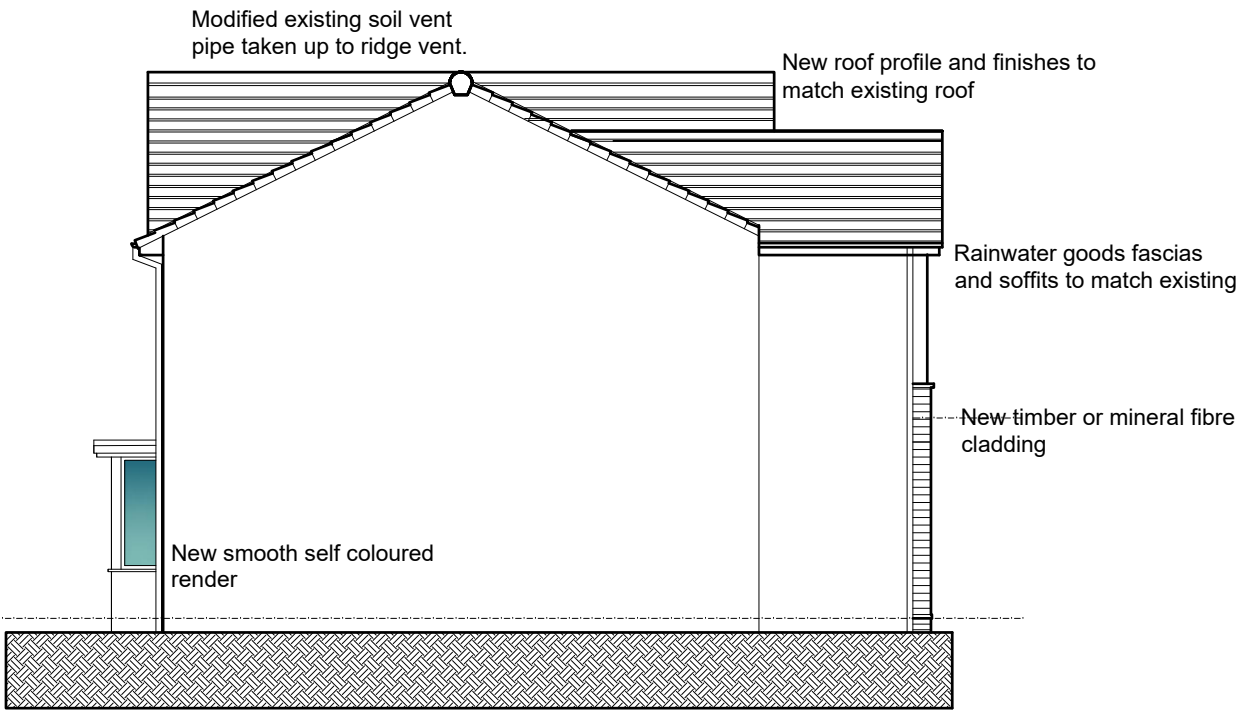 Modified existing soil vent
pipe taken up to ridge vent.
New roof profile and finishes to
match existing roof
Rainwater goods fascias
and soffits to match existing
New timber or mineral fibre
cladding
New smooth self coloured
render